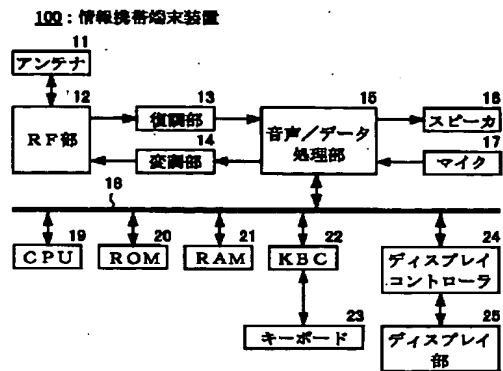 100：情報携帯端末装置
11
アンテナ
12
RF部
13
復調部
14
変調部
15
音声／データ
処理部
16
スピーカ
17
マイク
18
19
CPU
20
ROM
21
RAM
22
KBC
23
キーボード
24
ディスプレイ
コントローラ
25
ディスプレイ
部